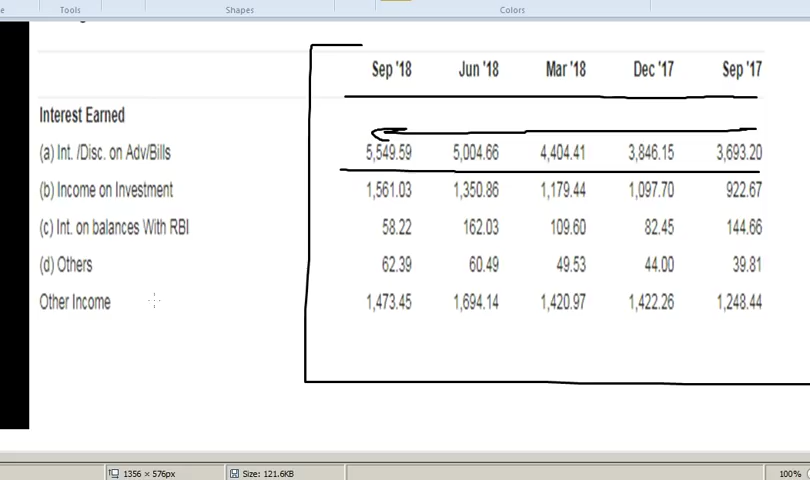 Tools Shapes Colors
Sep '18 Jun '18 Mar '18 Dec '17 Sep '17
Interest Earned
(a) Int. /Disc. on Adv/Bills 5,549.59 5,004.66 4,404.41 3,846.15 3,693.20
(b) Income on Investment 1,561.03 1,350.86 1,179.44 1,097.70 922.67
(c) Int. on balances With RBI 58.22 162.03 109.60 82.45 144.66
(d) Others 62.39 60.49 49.53 44.00 39.81
Other Income 1,473.45 1,694.14 1,420.97 1,422.26 1,248.44
1356 × 576px Size: 121.6KB 100%